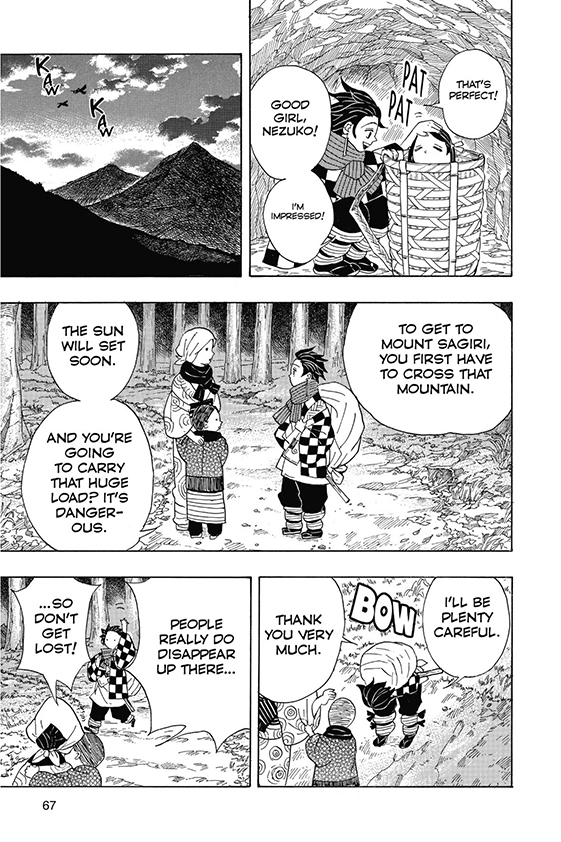 THAT'S
PERFECT!
PAT
PAT
GOOD
GIRL,
NEZUKO!
I'M
IMPRESSED!
KAW
KAW
TO GET TO
MOUNT SAGIRI,
YOU FIRST HAVE
TO CROSS THAT
MOUNTAIN.
THE SUN
WILL SET
SOON.
AND YOU'RE
GOING
TO CARRY
THAT HUGE
LOAD? IT'S
DANGER-
OUS.
I'LL BE
PLENTY
CAREFUL.
BOW
THANK
YOU VERY
MUCH.
PEOPLE
REALLY DO
DISAPPEAR
UP THERE...
...SO
DON'T
GET
LOST!
67